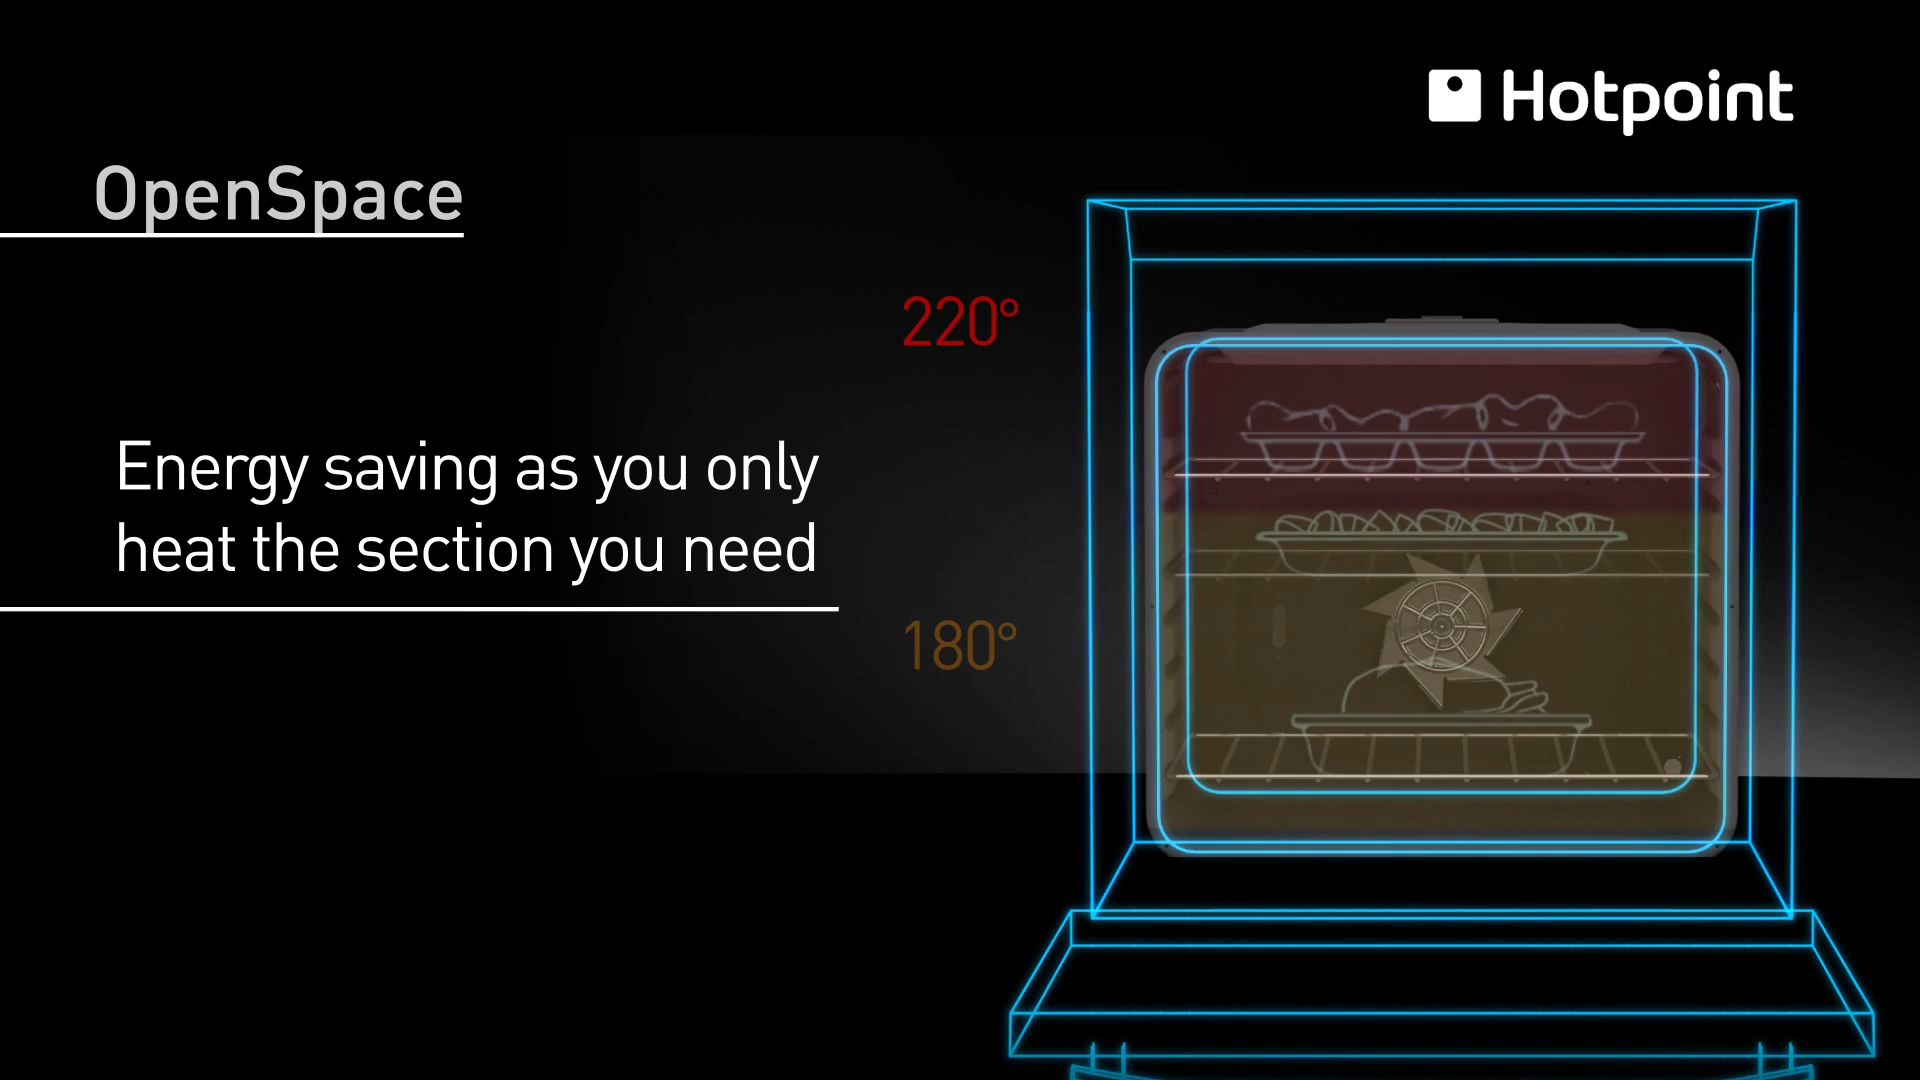 Hotpoint
OpenSpace
220°
Energy saving as you only
heat the section you need
180°